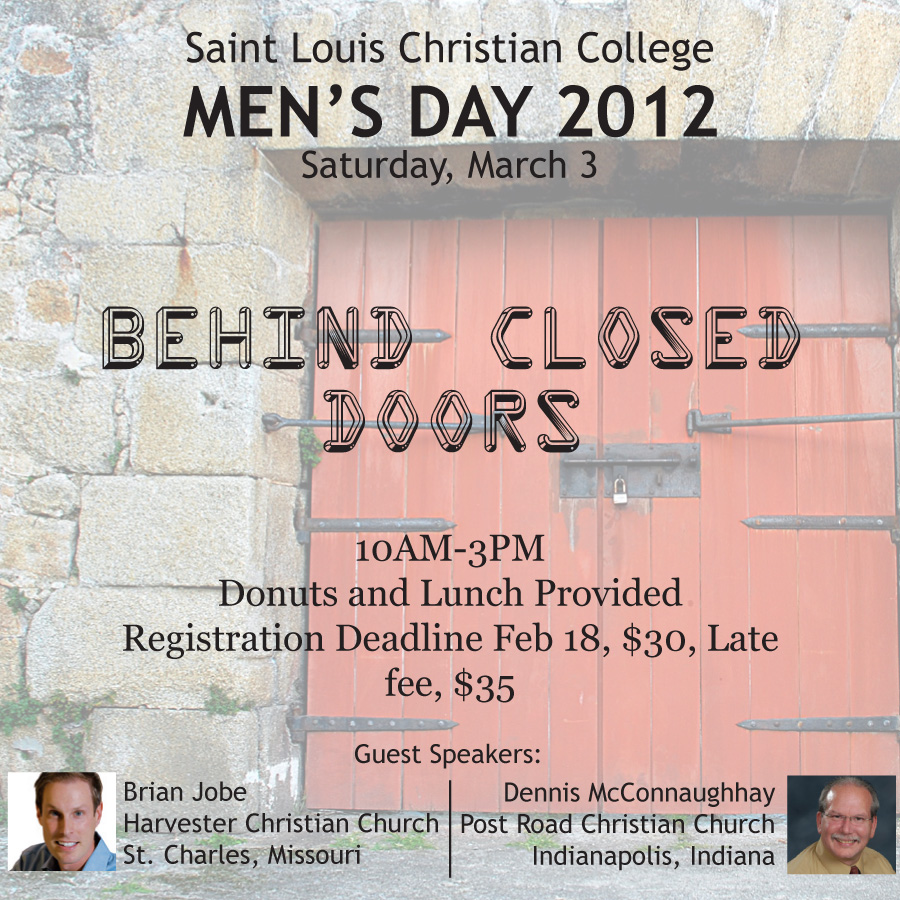 Saint Louis Christian College
MEN'S DAY 2012
Saturday, March 3
BEHIND CLOSED
DOORS
10AM-3PM
Donuts and Lunch Provided
Registration Deadline Feb 18, $30, Late
fee, $35
Guest Speakers:
Brian Jobe
Harvester Christian Church
St. Charles, Missouri
Dennis McConnaughhay
Post Road Christian Church
Indianapolis, Indiana